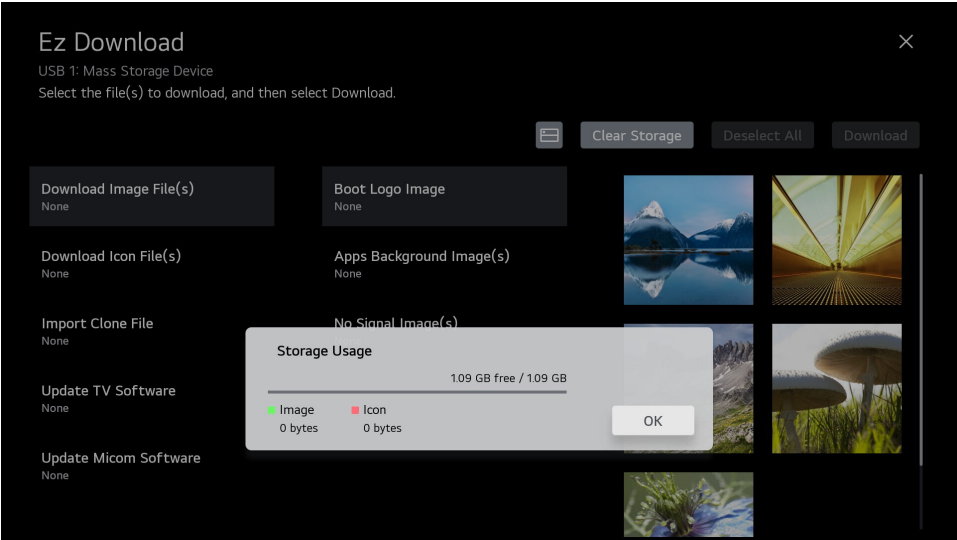 Ez Download
USB 1: Mass Storage Device
Select the file(s) to download, and then select Download.
Clear Storage
Deselect All
Download
Download Image File(s)
None
Download Icon File(s)
None
Import Clone File
None
Update TV Software
None
Update Micom Software
None
Boot Logo Image
None
Apps Background Image(s)
None
No Signal Image(s)
Storage Usage
1.09 GB free / 1.09 GB
Image
0 bytes
Icon
0 bytes
OK